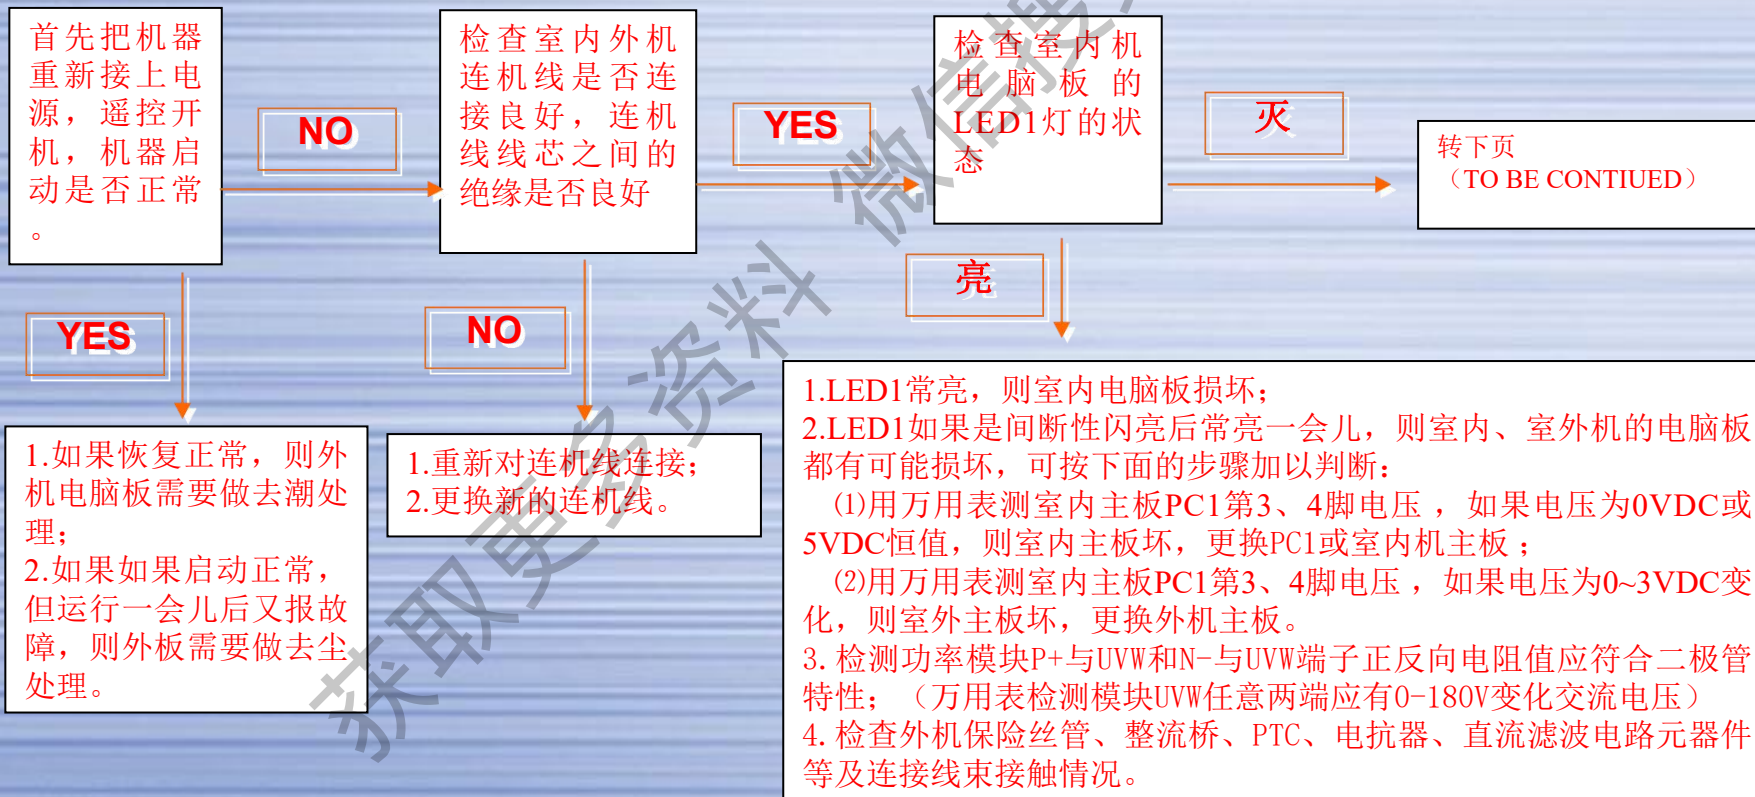 首先把机器
重新接上电
源，遥控开
机，机器启
动是否正常
。
NO
检查室内外机
连机线是否连
接良好，连机
线线芯之间的
绝缘是否良好
YES
检查室内机
电脑板的
LED1灯的状
态
灭
转下页
（TO BE CONTIUED）
YES
NO
亮
1.如果恢复正常，则外
机电脑板需要做去潮处
理；
2.如果如果启动正常，
但运行一会儿后又报故
障，则外板需要做去尘
处理。
1.重新对连机线连接；
2.更换新的连机线。
1.LED1常亮，则室内电脑板损坏；
2.LED1如果是间断性闪亮后常亮一会儿，则室内、室外机的电脑板
都有可能损坏，可按下面的步骤加以判断：
⑴用万用表测室内主板PC1第3、4脚电压 ，如果电压为0VDC或
5VDC恒值，则室内主板坏，更换PC1或室内机主板 ；
⑵用万用表测室内主板PC1第3、4脚电压 ，如果电压为0~3VDC变
化，则室外主板坏，更换外机主板。
3.检测功率模块P+与UVW和N-与UVW端子正反向电阻值应符合二极管
特性；（万用表检测模块UVW任意两端应有0-180V变化交流电压）
4.检查外机保险丝管、整流桥、PTC、电抗器、直流滤波电路元器件
等及连接线束接触情况。
获取更多资料 微信搜